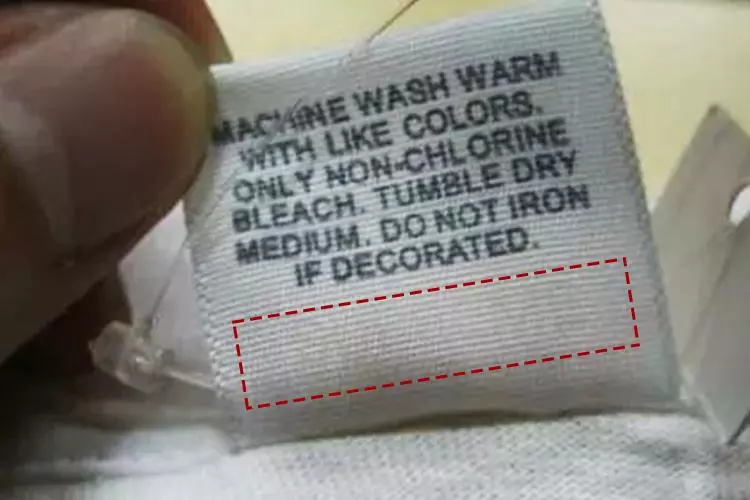 MACHINE WASH WARM
WITH LIKE COLORS.
ONLY NON-CHLORINE
BLEACH. TUMBLE DRY
MEDIUM. DO NOT IRON
IF DECORATED.